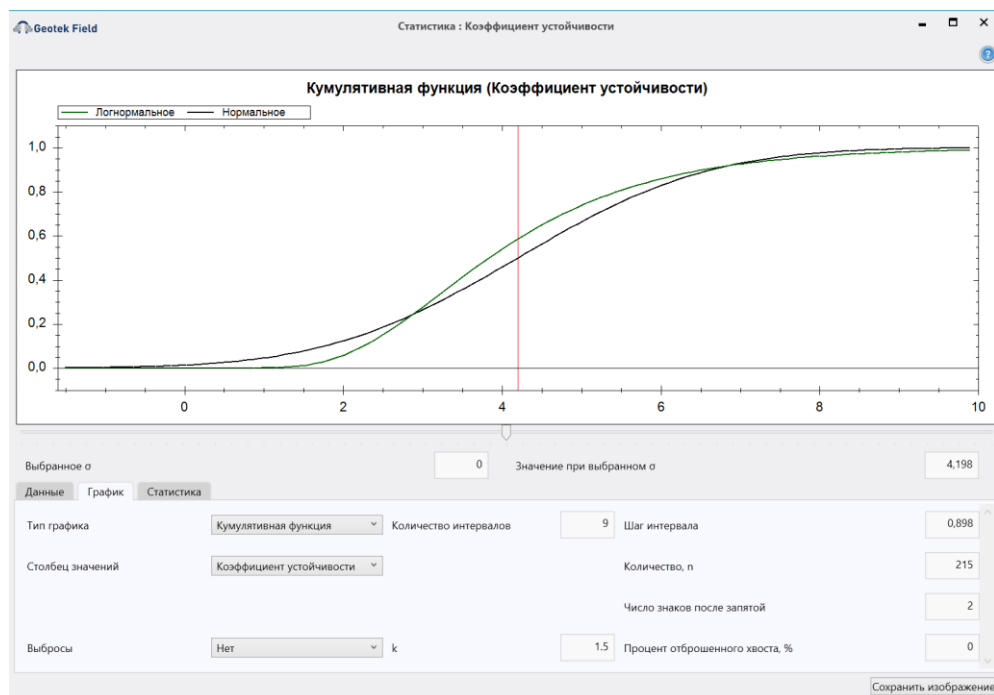 Geotek Field
Статистика : Коэффициент устойчивости
?
Кумулятивная функция (Коэффициент устойчивости)
Логнормальное Нормальное
1,0
0,8
0,6
0,4
0,2
0,0
0 2 4 6 8 10
Выбранное σ 0 Значение при выбранном σ 4,198
Данные График Статистика
Тип графика Кумулятивная функция Количество интервалов 9 Шаг интервала 0,898
Столбец значений Коэффициент устойчивости Количество, n 215
Число знаков после запятой 2
Выбросы Нет k 1.5 Процент отброшенного хвоста, % 0
Сохранить изображение